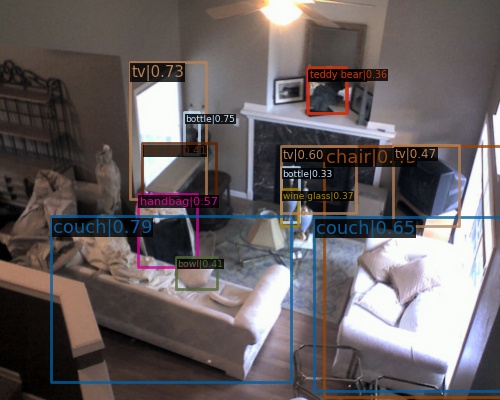 tv|0.73
teddy bear|0.36
bottle|0.75
tv|0.60
chair|0.
tv|0.47
bottle|0.33
wine glass|0.37
handbag|0.57
couch|0.79
couch|0.65
bowl|0.41